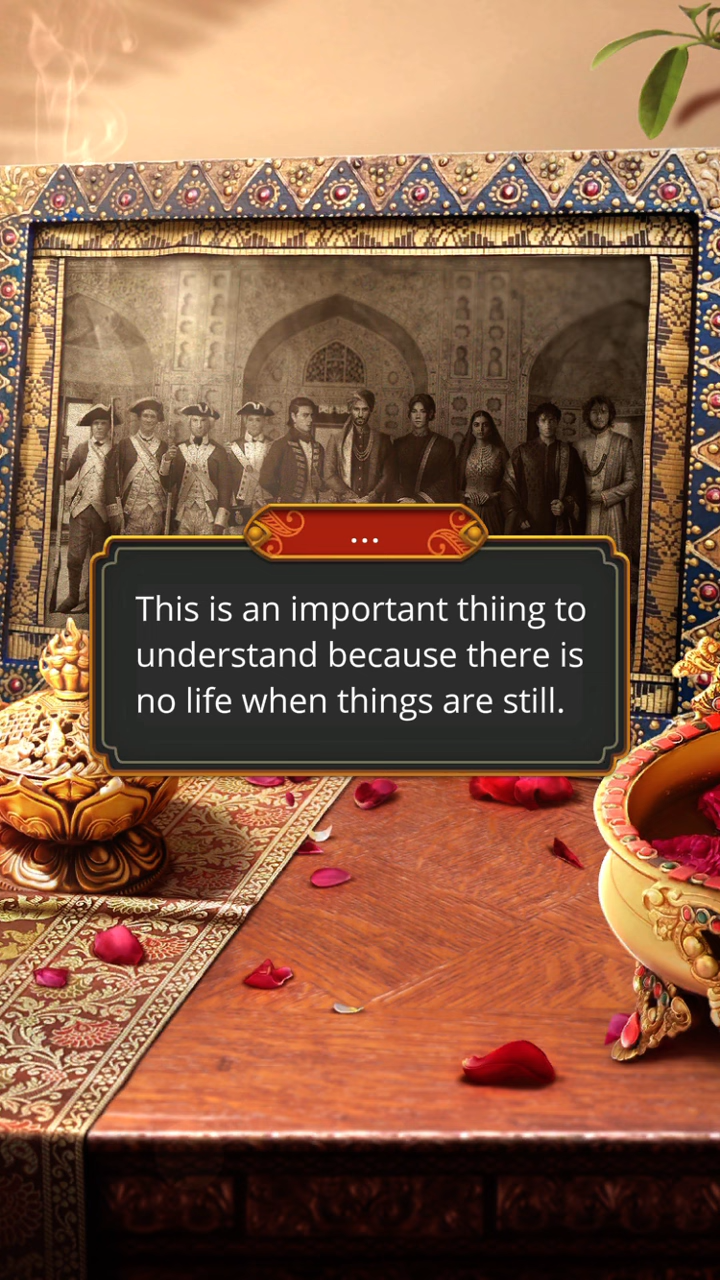 ...
This is an important thiing to
understand because there is
no life when things are still.